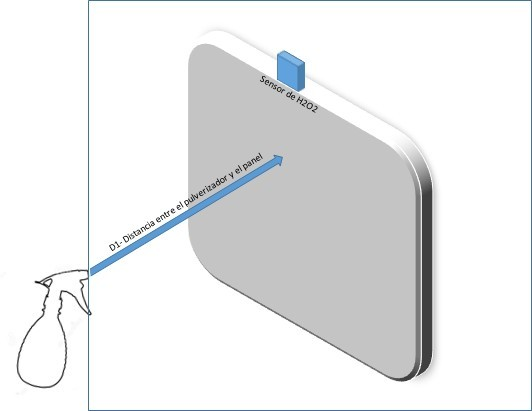 Sensor de H2O2
D1- Distancia entre el pulverizador y el panel